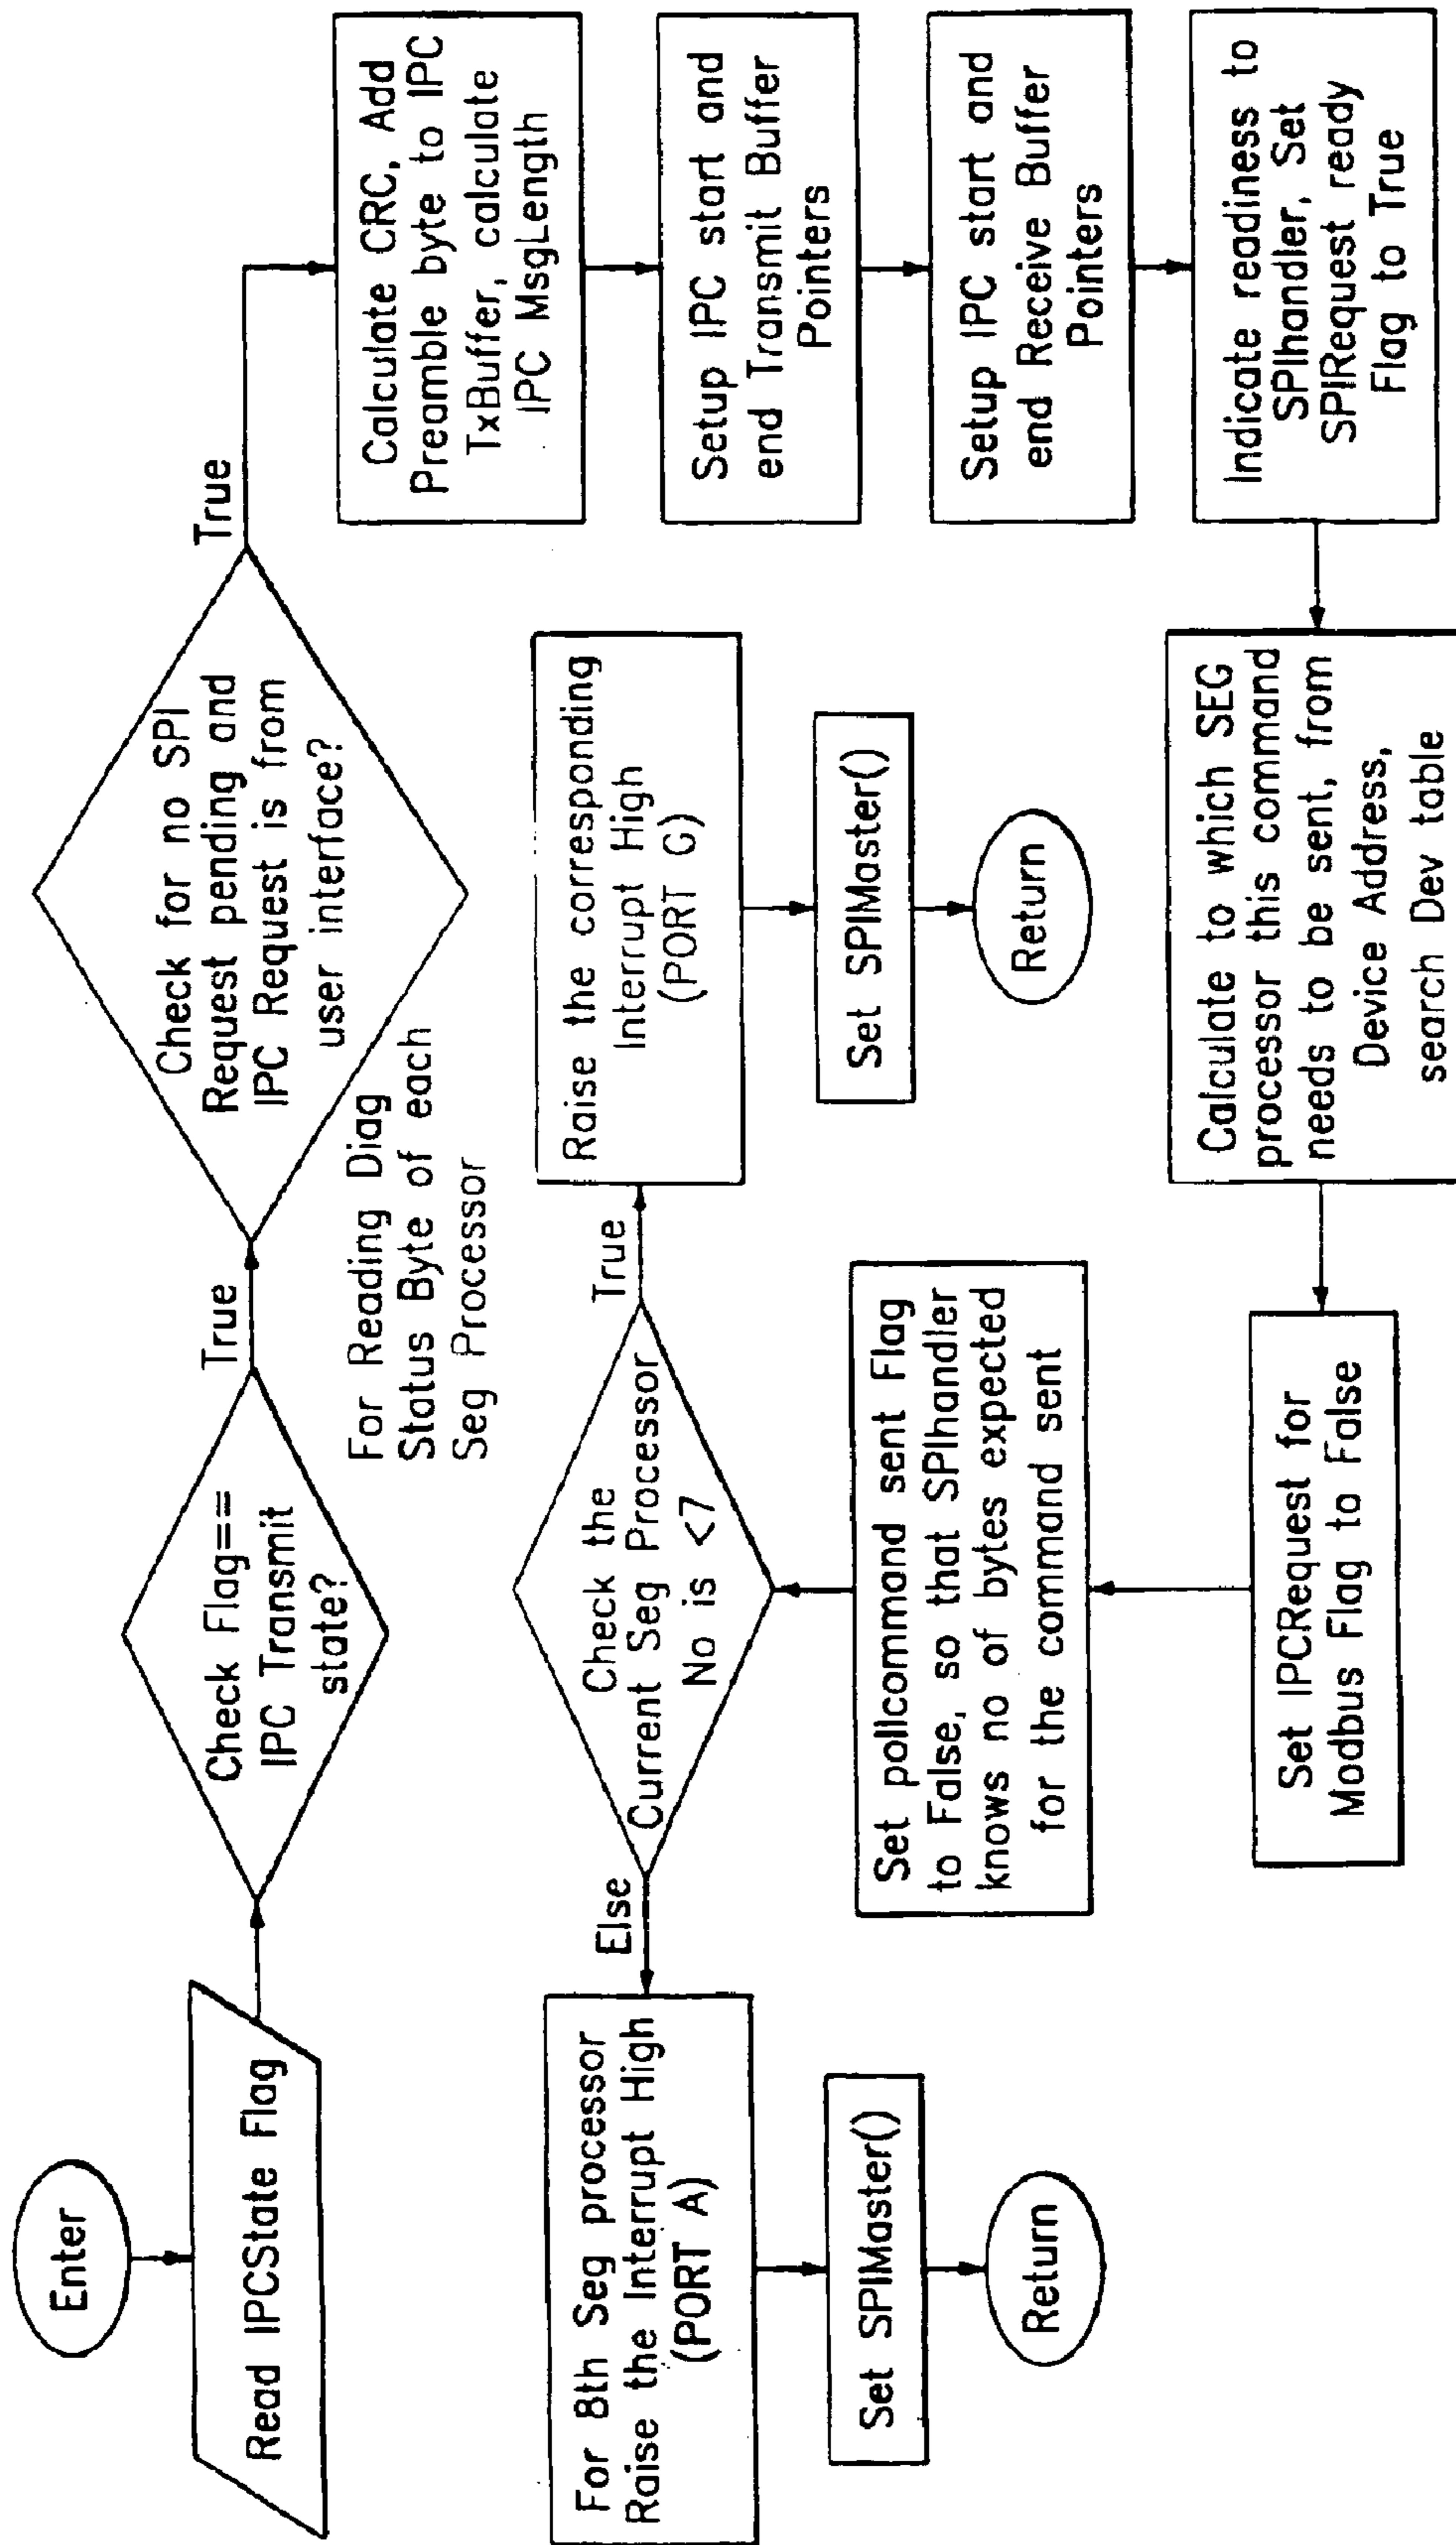 Enter
Read IPCState Flag
Check Flag==
IPC Transmit
state?
True
Check for no SPI
Request pending and
IPC Request is from
user interface?
True
For Reading Diag
Status Byte of each
Seg Processor
Calculate CRC, Add
Preamble byte to IPC
TxBuffer, calculate
IPC MsgLength
Setup IPC start and
end Transmit Buffer
Pointers
Setup IPC start and
end Receive Buffer
Pointers
Indicate readiness to
SPIhandler, Set
SPIRequest ready
Flag to True
Calculate to which SEG
processor this command
needs to be sent, from
Device Address,
search Dev table
Set IPCRequest for
Modbus Flag to False
Set pollcommand sent Flag
to False, so that SPIhandler
knows no of bytes expected
for the command sent
Check the
Current Seg Processor
No is <7
True
Raise the corresponding
Interrupt High
(PORT G)
Set SPIMaster()
Return
Else
For 8th Seg processor
Raise the Interrupt High
(PORT A)
Set SPIMaster()
Return